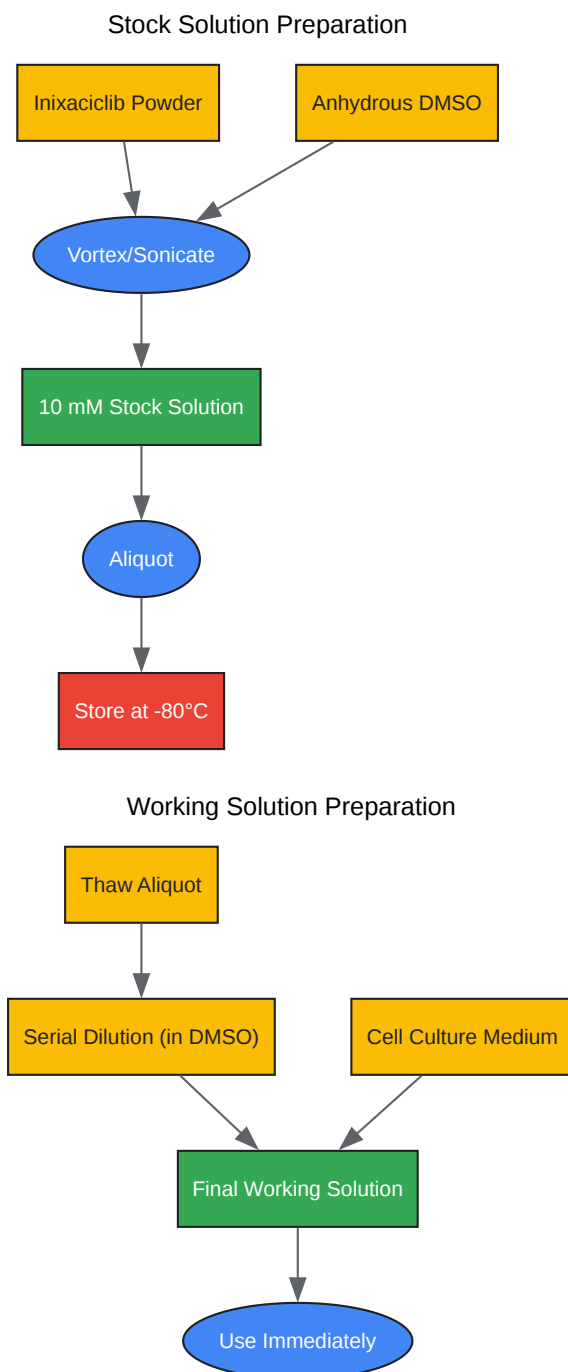 Stock Solution Preparation
Inixaciclib Powder
Anhydrous DMSO
Vortex/Sonicate
10 mM Stock Solution
Aliquot
Store at -80°C
Working Solution Preparation
Thaw Aliquot
Serial Dilution (in DMSO)
Cell Culture Medium
Final Working Solution
Use Immediately